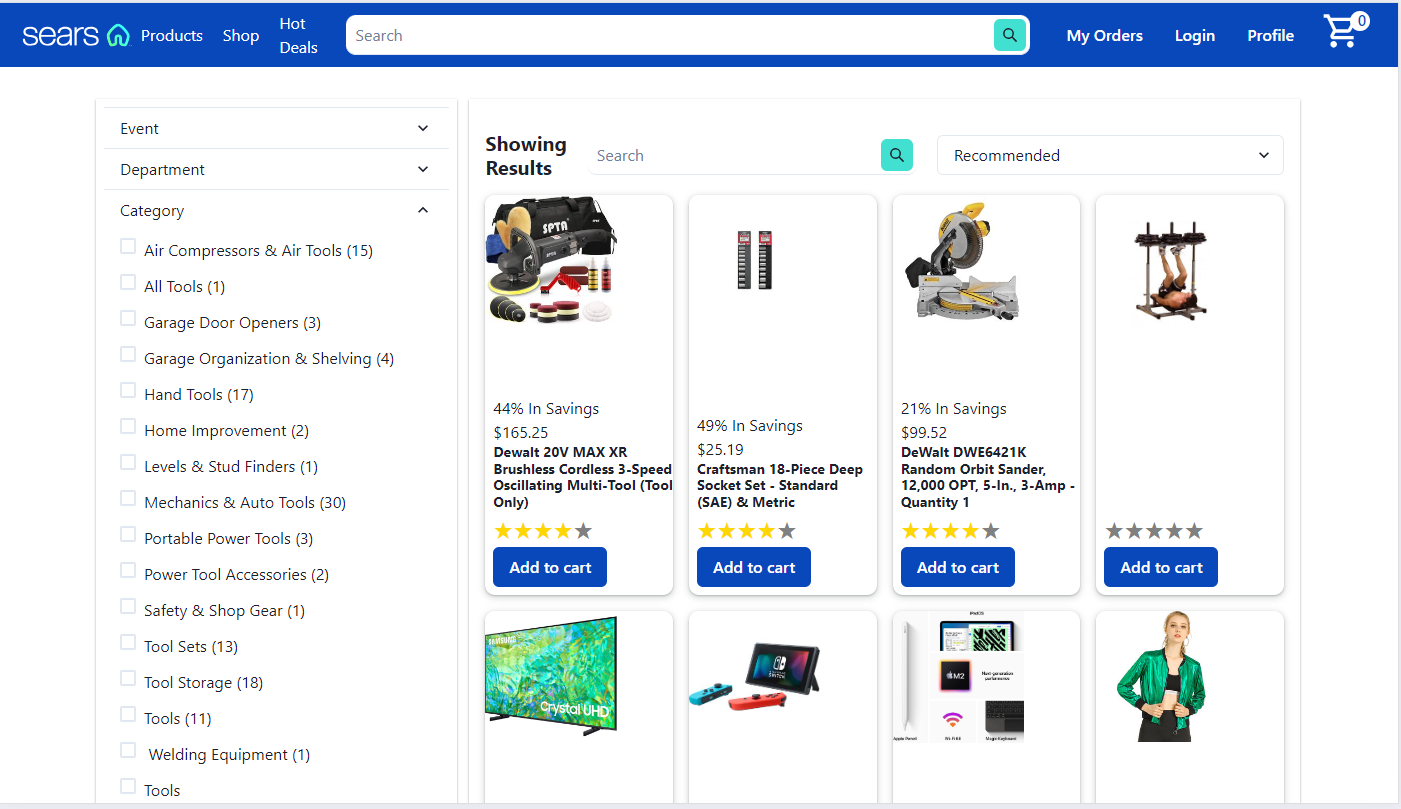 sears
Products
Shop
Hot
Deals
Search
My Orders
Login
Profile
0
Event
Department
Category
Air Compressors & Air Tools (15)
All Tools (1)
Garage Door Openers (3)
Garage Organization & Shelving (4)
Hand Tools (17)
Home Improvement (2)
Levels & Stud Finders (1)
Mechanics & Auto Tools (30)
Portable Power Tools (3)
Power Tool Accessories (2)
Safety & Shop Gear (1)
Tool Sets (13)
Tool Storage (18)
Tools (11)
Welding Equipment (1)
Tools
Showing
Results
Search
Recommended
SPTA
44% In Savings
$165.25
Dewalt 20V MAX XR
Brushless Cordless 3-Speed
Oscillating Multi-Tool (Tool
Only)
Add to cart
49% In Savings
$25.19
Craftsman 18-Piece Deep
Socket Set - Standard
(SAE) & Metric
Add to cart
21% In Savings
$99.52
DeWalt DWE6421K
Random Orbit Sander,
12,000 OPT, 5-In., 3-Amp -
Quantity 1
Add to cart
Add to cart
SAMSUNG
Crystal UHD
SWITCH
iPadOS
M2
Next-generation
performance
Apple Pencil
Wi-Fi 6E
Magic Keyboard